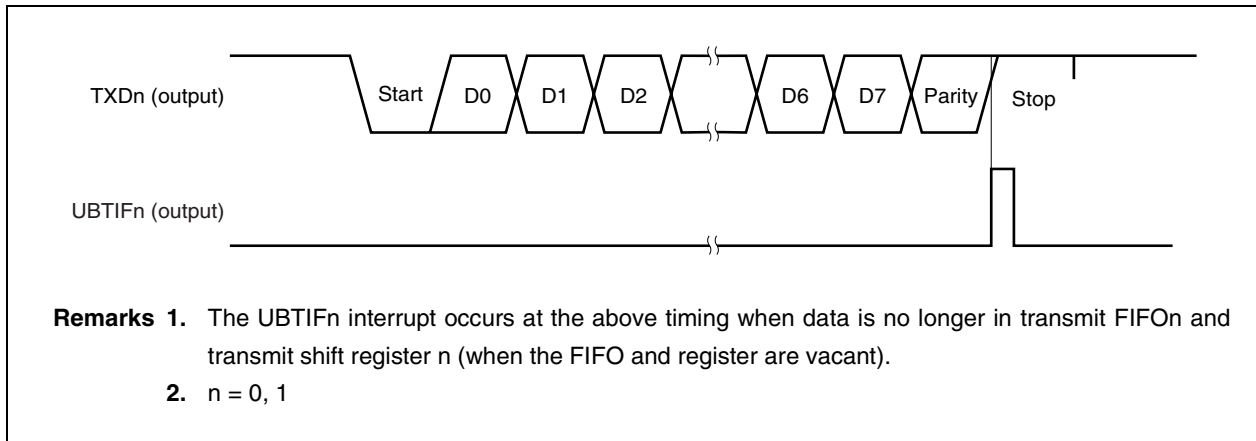 TXDn (output)
Start D0 D1 D2 D6 D7 Parity Stop
UBTIFn (output)
Remarks 1. The UBTIFn interrupt occurs at the above timing when data is no longer in transmit FIFOn and
transmit shift register n (when the FIFO and register are vacant).
2. n = 0, 1